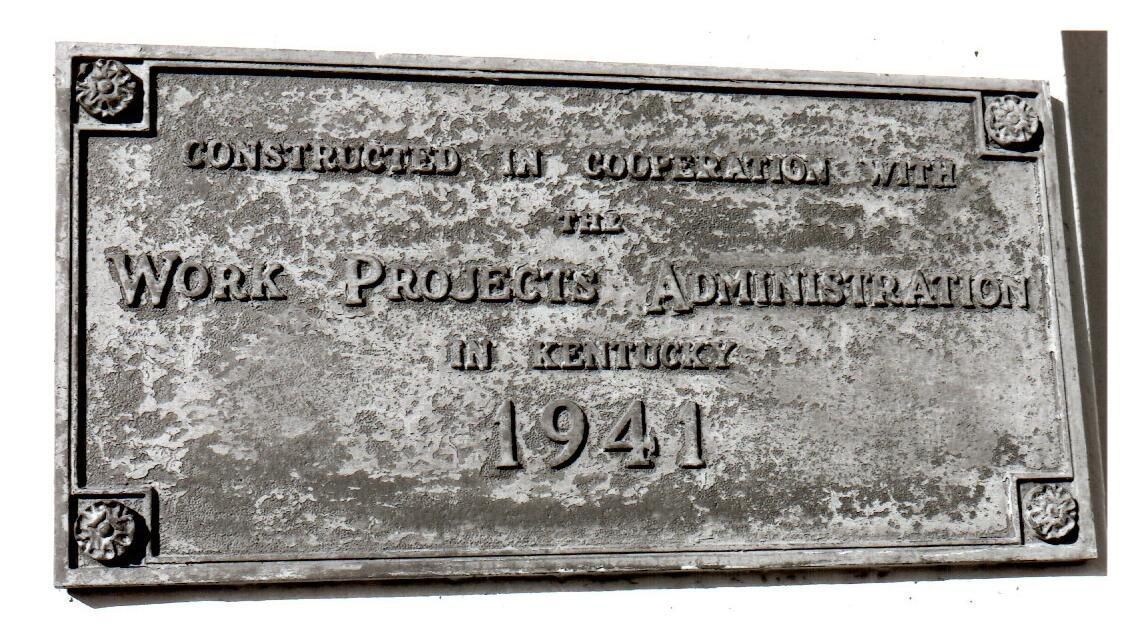 CONSTRUCTED IN COOPERATION WITH
THE
WORK PROJECTS ADMINISTRATION
IN KENTUCKY
1941